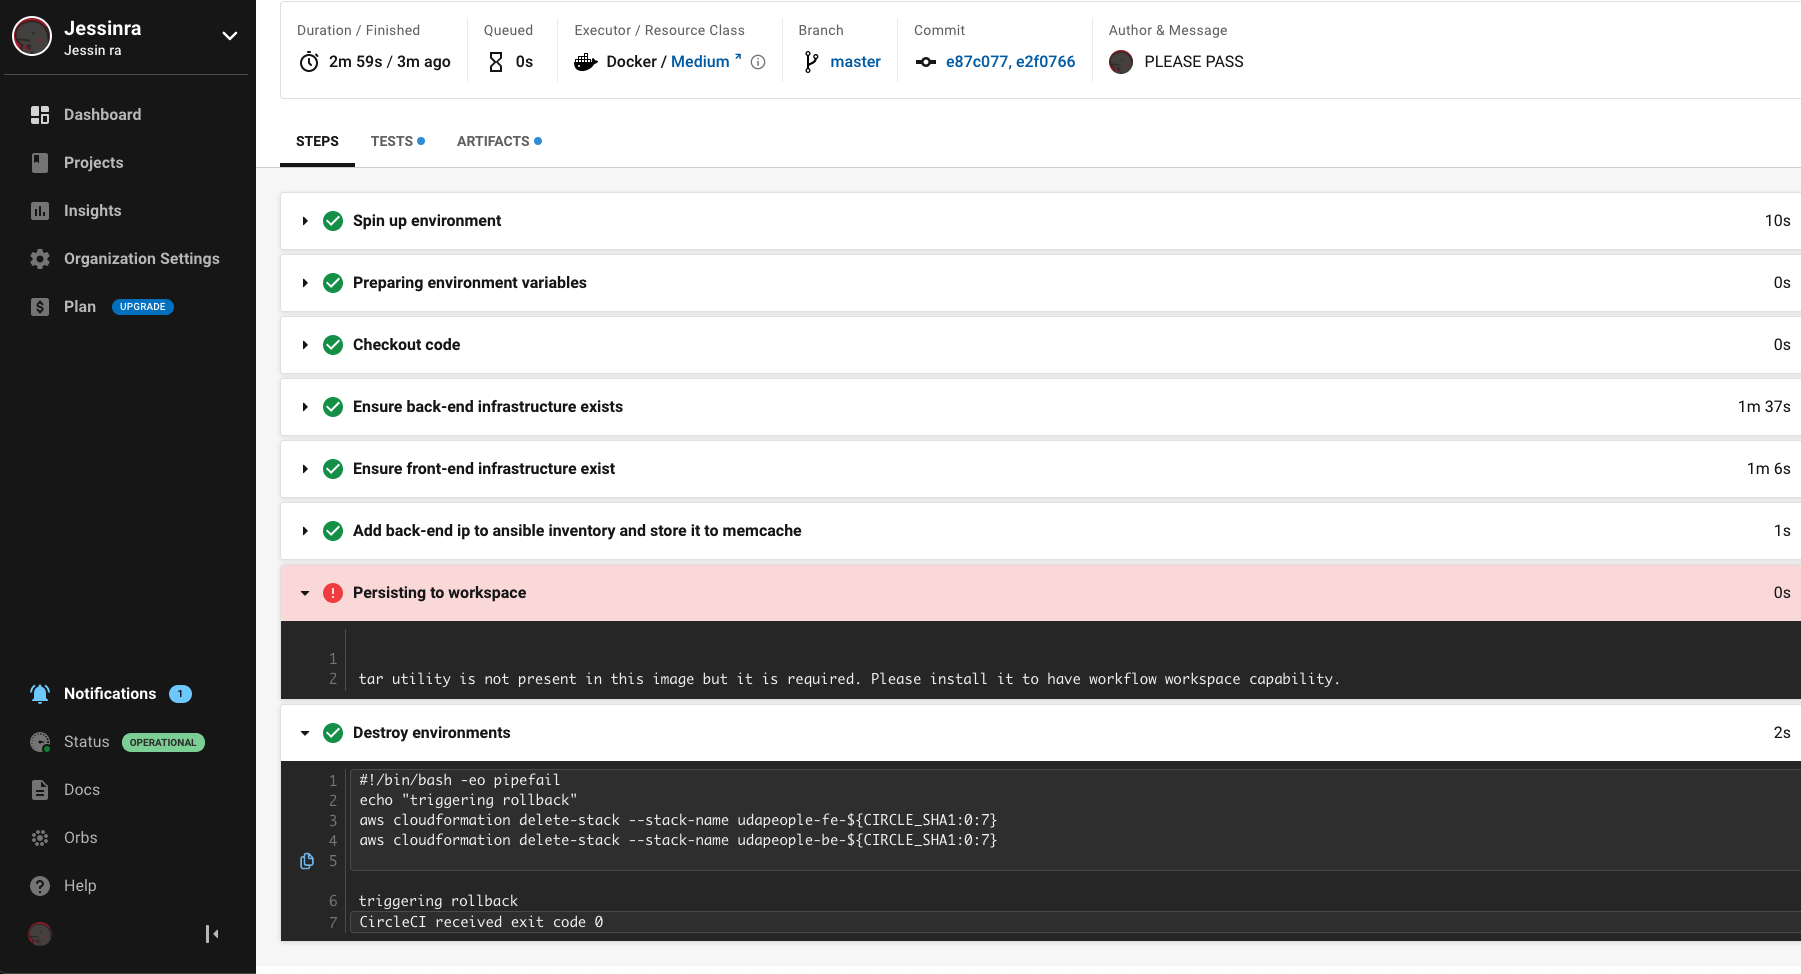 Jessinra
Jessin ra
Dashboard
Projects
Insights
Organization Settings
Plan UPGRADE
Notifications 1
Status OPERATIONAL
Docs
Orbs
Help
Duration / Finished
2m 59s / 3m ago
Queued
0s
Executor / Resource Class
Docker / Medium
Branch
master
Commit
e87c077, e2f0766
Author & Message
PLEASE PASS
STEPS TESTS ARTIFACTS
Spin up environment 10s
Preparing environment variables 0s
Checkout code 0s
Ensure back-end infrastructure exists 1m 37s
Ensure front-end infrastructure exist 1m 6s
Add back-end ip to ansible inventory and store it to memcache 1s
Persisting to workspace 0s
1
2 tar utility is not present in this image but it is required. Please install it to have workflow workspace capability.
Destroy environments 2s
1 #!/bin/bash -eo pipefail
2 echo "triggering rollback"
3 aws cloudformation delete-stack --stack-name udapeople-fe-${CIRCLE_SHA1:0:7}
4 aws cloudformation delete-stack --stack-name udapeople-be-${CIRCLE_SHA1:0:7}
5
6 triggering rollback
7 CircleCI received exit code 0